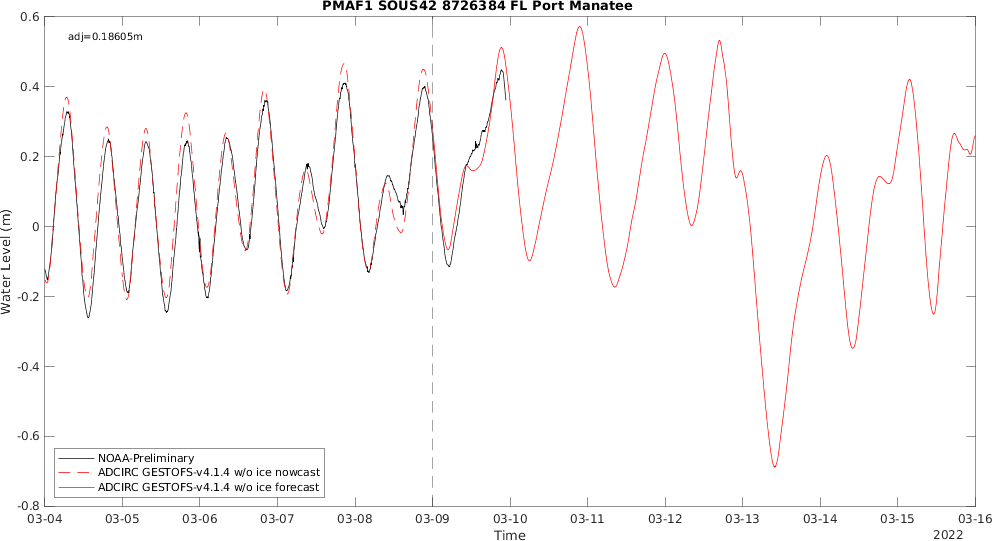 PMAF1 SOUS42 8726384 FL Port Manatee
adj=0.18605m
0.6
0.4
0.2
0
-0.2
-0.4
-0.6
-0.8
Water Level (m)
NOAA-Preliminary
ADCIRC GESTOFS-v4.1.4 w/o ice nowcast
ADCIRC GESTOFS-v4.1.4 w/o ice forecast
03-04 03-05 03-06 03-07 03-08 03-09 03-10 03-11 03-12 03-13 03-14 03-15 03-16
Time
2022